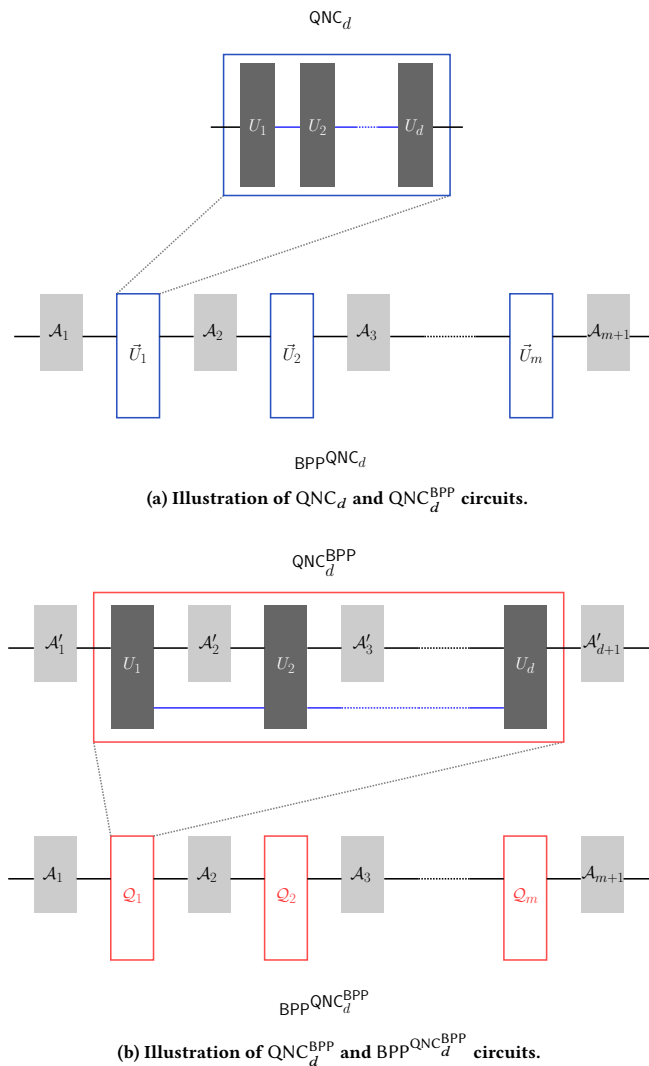 QNC_d
U_1 U_2 U_d
𝒜_1 U⃗_1 𝒜_2 U⃗_2 𝒜_3 U⃗_m 𝒜_{m+1}
BPP^{QNC_d}
(a) Illustration of QNC_d and QNC_d^{BPP} circuits.
QNC_d^{BPP}
𝒜′_1 U_1 𝒜′_2 U_2 𝒜′_3 U_d 𝒜′_{d+1}
𝒜_1 𝒬_1 𝒜_2 𝒬_2 𝒜_3 𝒬_m 𝒜_{m+1}
BPP^{QNC_d^{BPP}}
(b) Illustration of QNC_d^{BPP} and BPP^{QNC_d^{BPP}} circuits.